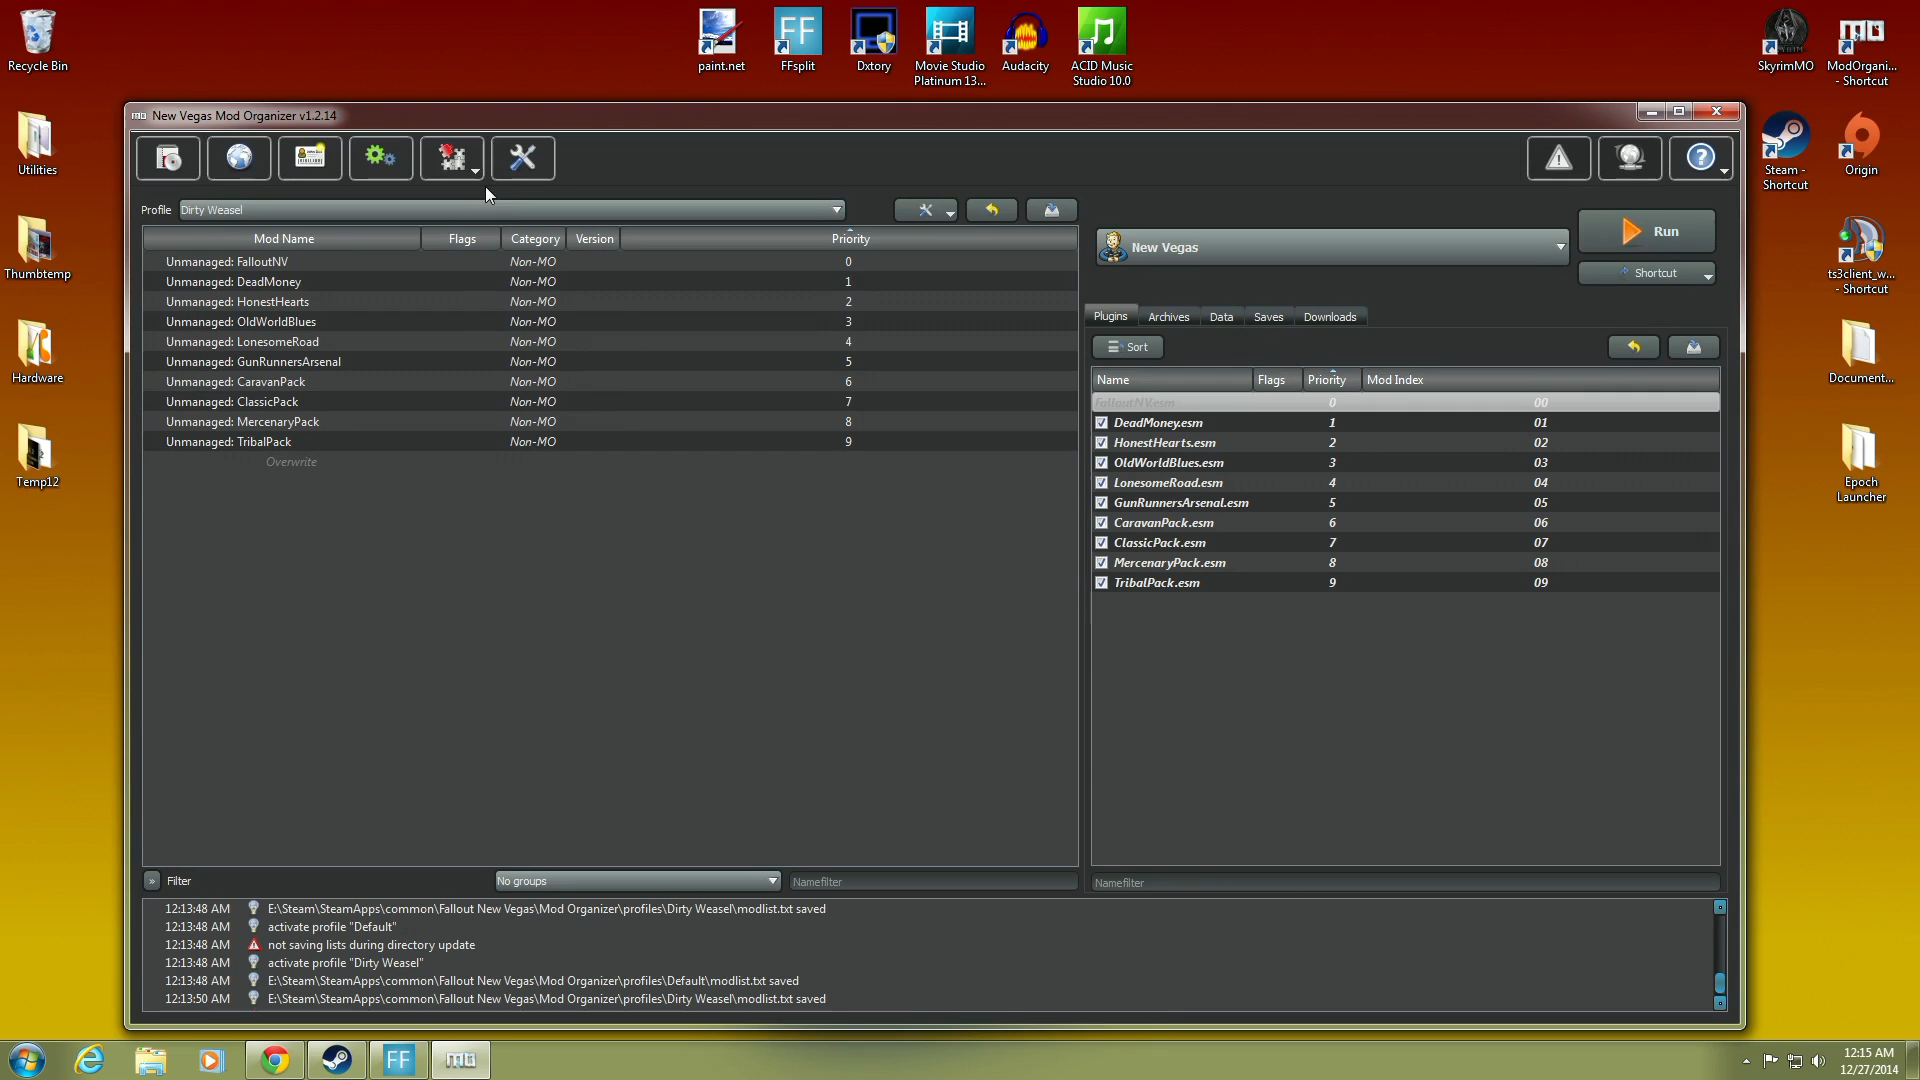 Recycle Bin
Utilities
Thumbtemp
Hardware
Temp12
paint.net
FFsplit
Dxtory
Movie Studio
Platinum 13...
Audacity
ACID Music
Studio 10.0
SkyrimMO
ModOrgani...
- Shortcut
Steam -
Shortcut
Origin
ts3client_w...
- Shortcut
Document...
Epoch
Launcher
New Vegas Mod Organizer v1.2.14
Profile Dirty Weasel
Mod Name Flags Category Version Priority
Unmanaged: FalloutNV Non-MO 0
Unmanaged: DeadMoney Non-MO 1
Unmanaged: HonestHearts Non-MO 2
Unmanaged: OldWorldBlues Non-MO 3
Unmanaged: LonesomeRoad Non-MO 4
Unmanaged: GunRunnersArsenal Non-MO 5
Unmanaged: CaravanPack Non-MO 6
Unmanaged: ClassicPack Non-MO 7
Unmanaged: MercenaryPack Non-MO 8
Unmanaged: TribalPack Non-MO 9
Overwrite
» Filter No groups Namefilter
New Vegas
Run
Shortcut
Plugins Archives Data Saves Downloads
Sort
Name Flags Priority Mod Index
FalloutNV.esm 0 00
DeadMoney.esm 1 01
HonestHearts.esm 2 02
OldWorldBlues.esm 3 03
LonesomeRoad.esm 4 04
GunRunnersArsenal.esm 5 05
CaravanPack.esm 6 06
ClassicPack.esm 7 07
MercenaryPack.esm 8 08
TribalPack.esm 9 09
Namefilter
12:13:48 AM E:\Steam\SteamApps\common\Fallout New Vegas\Mod Organizer\profiles\Dirty Weasel\modlist.txt saved
12:13:48 AM activate profile "Default"
12:13:48 AM not saving lists during directory update
12:13:48 AM activate profile "Dirty Weasel"
12:13:48 AM E:\Steam\SteamApps\common\Fallout New Vegas\Mod Organizer\profiles\Default\modlist.txt saved
12:13:50 AM E:\Steam\SteamApps\common\Fallout New Vegas\Mod Organizer\profiles\Dirty Weasel\modlist.txt saved
FF
12:15 AM
12/27/2014